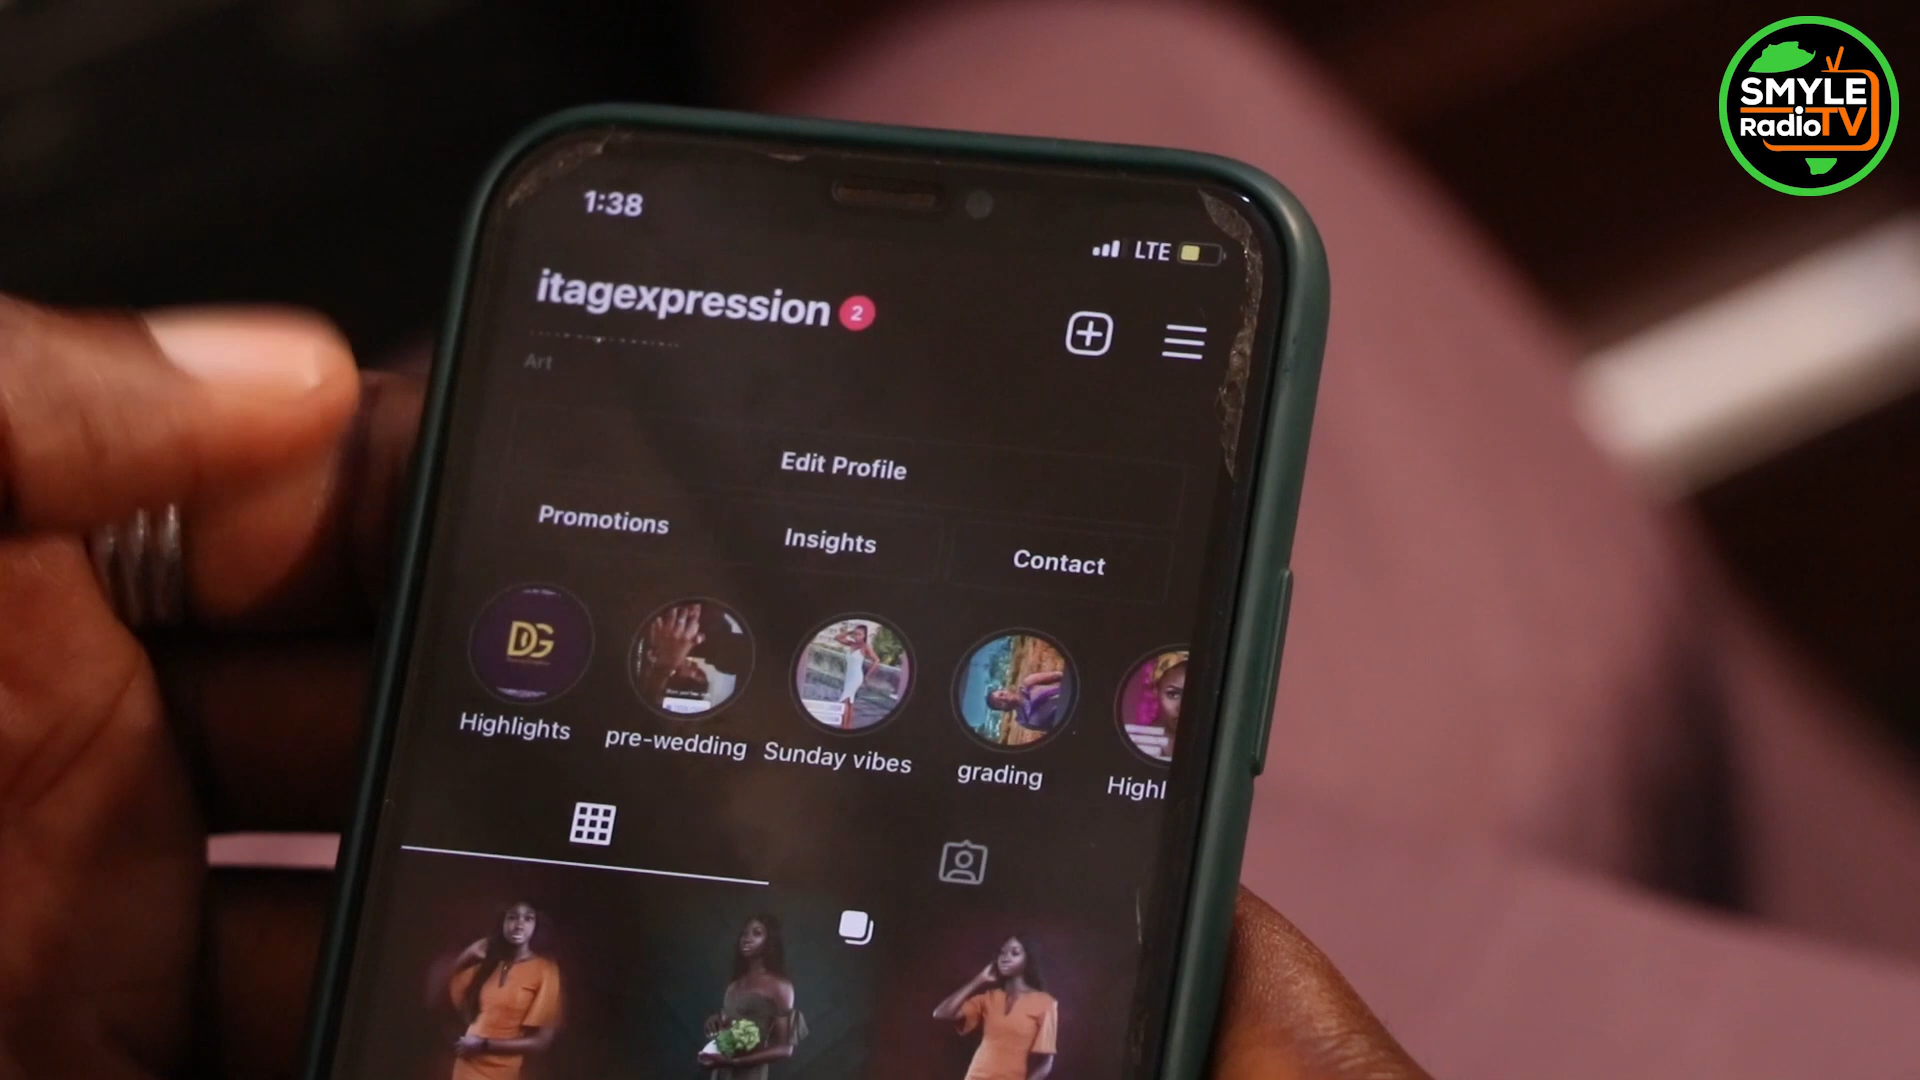 SMYLE
RadioTV
1:38
LTE
itagexpression 2
Art
Edit Profile
Promotions
Insights
Contact
DG
Highlights
pre-wedding
Sunday vibes
grading
Highl